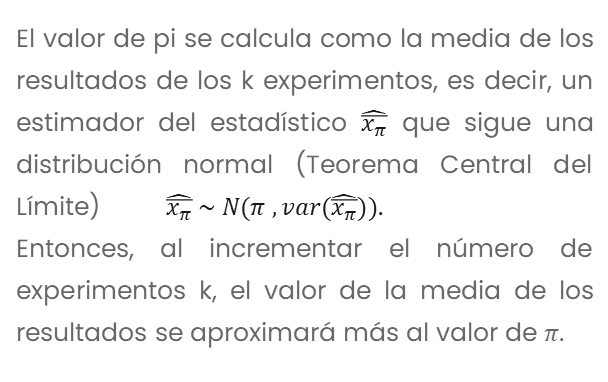 El valor de pi se calcula como la media de los
resultados de los k experimentos, es decir, un
estimador del estadístico $\widehat{\overline{x_\pi}}$ que sigue una
distribución normal (Teorema Central del
Límite) $\widehat{\overline{x_\pi}} \sim N(\pi , var(\widehat{\overline{x_\pi}})).$
Entonces, al incrementar el número de
experimentos k, el valor de la media de los
resultados se aproximará más al valor de π.